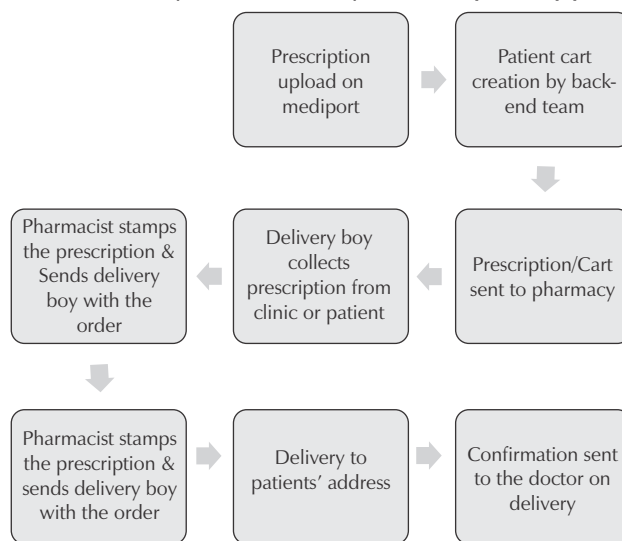 Prescription
upload on
mediport
Patient cart
creation by back-
end team
Prescription/Cart
sent to pharmacy
Delivery boy
collects
prescription from
clinic or patient
Pharmacist stamps
the prescription &
Sends delivery
boy with the
order
Pharmacist stamps
the prescription &
sends delivery boy
with the order
Delivery to
patients’ address
Confirmation sent
to the doctor on
delivery